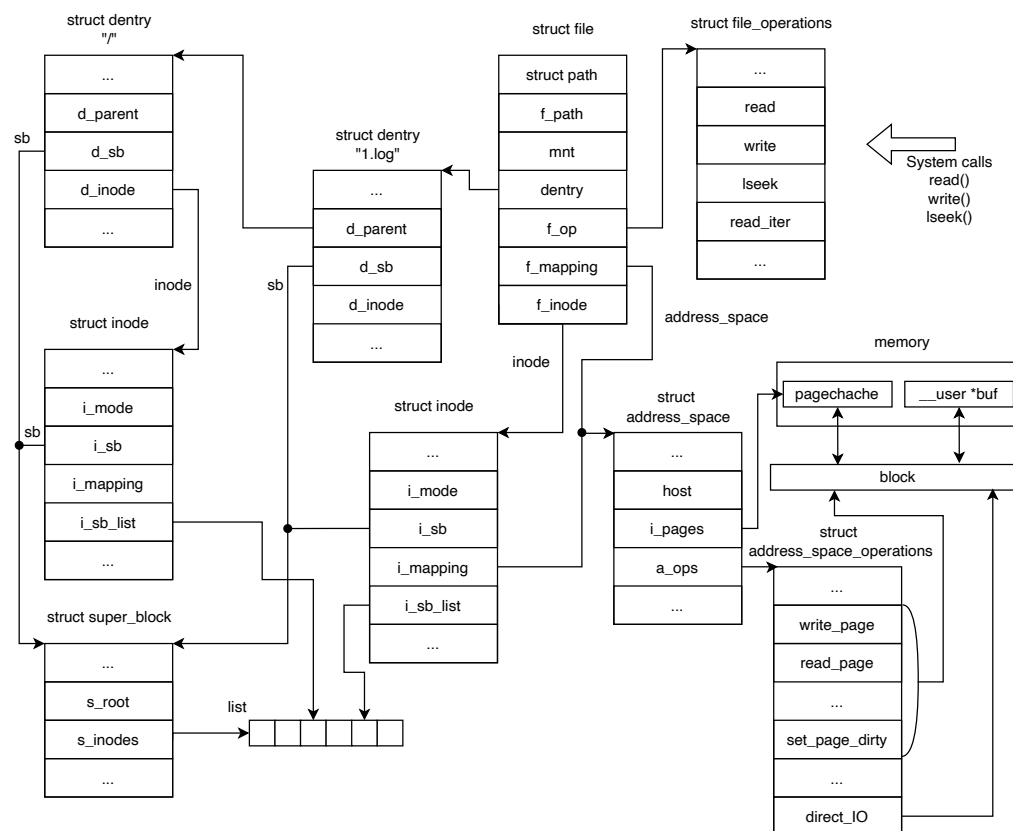 struct dentry
"/"
...
d_parent
d_sb
d_inode
...
sb
inode
struct dentry
"1.log"
...
d_parent
d_sb
d_inode
...
sb
struct file
struct path
f_path
mnt
dentry
f_op
f_mapping
f_inode
struct file_operations
...
read
write
lseek
read_iter
...
System calls
read()
write()
lseek()
address_space
inode
struct inode
...
i_mode
i_sb
i_mapping
i_sb_list
...
sb
struct inode
...
i_mode
i_sb
i_mapping
i_sb_list
...
struct
address_space
...
host
i_pages
a_ops
...
memory
pagechache
__user *buf
block
struct
address_space_operations
...
write_page
read_page
...
set_page_dirty
...
direct_IO
struct super_block
...
s_root
s_inodes
...
list